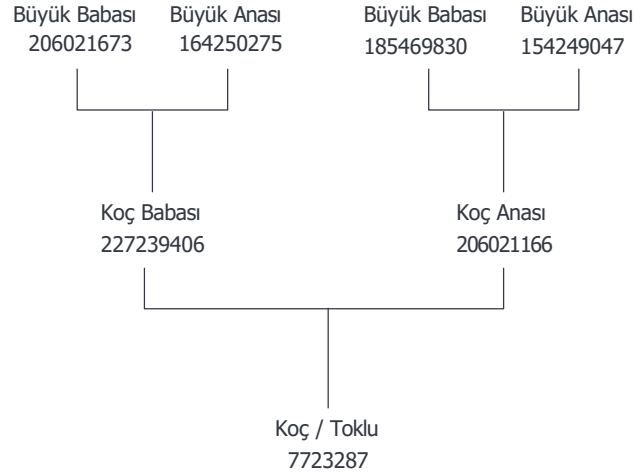 Büyük Babası Büyük Anası Büyük Babası Büyük Anası
206021673 164250275 185469830 154249047
Koç Babası Koç Anası
227239406 206021166
Koç / Toklu
7723287